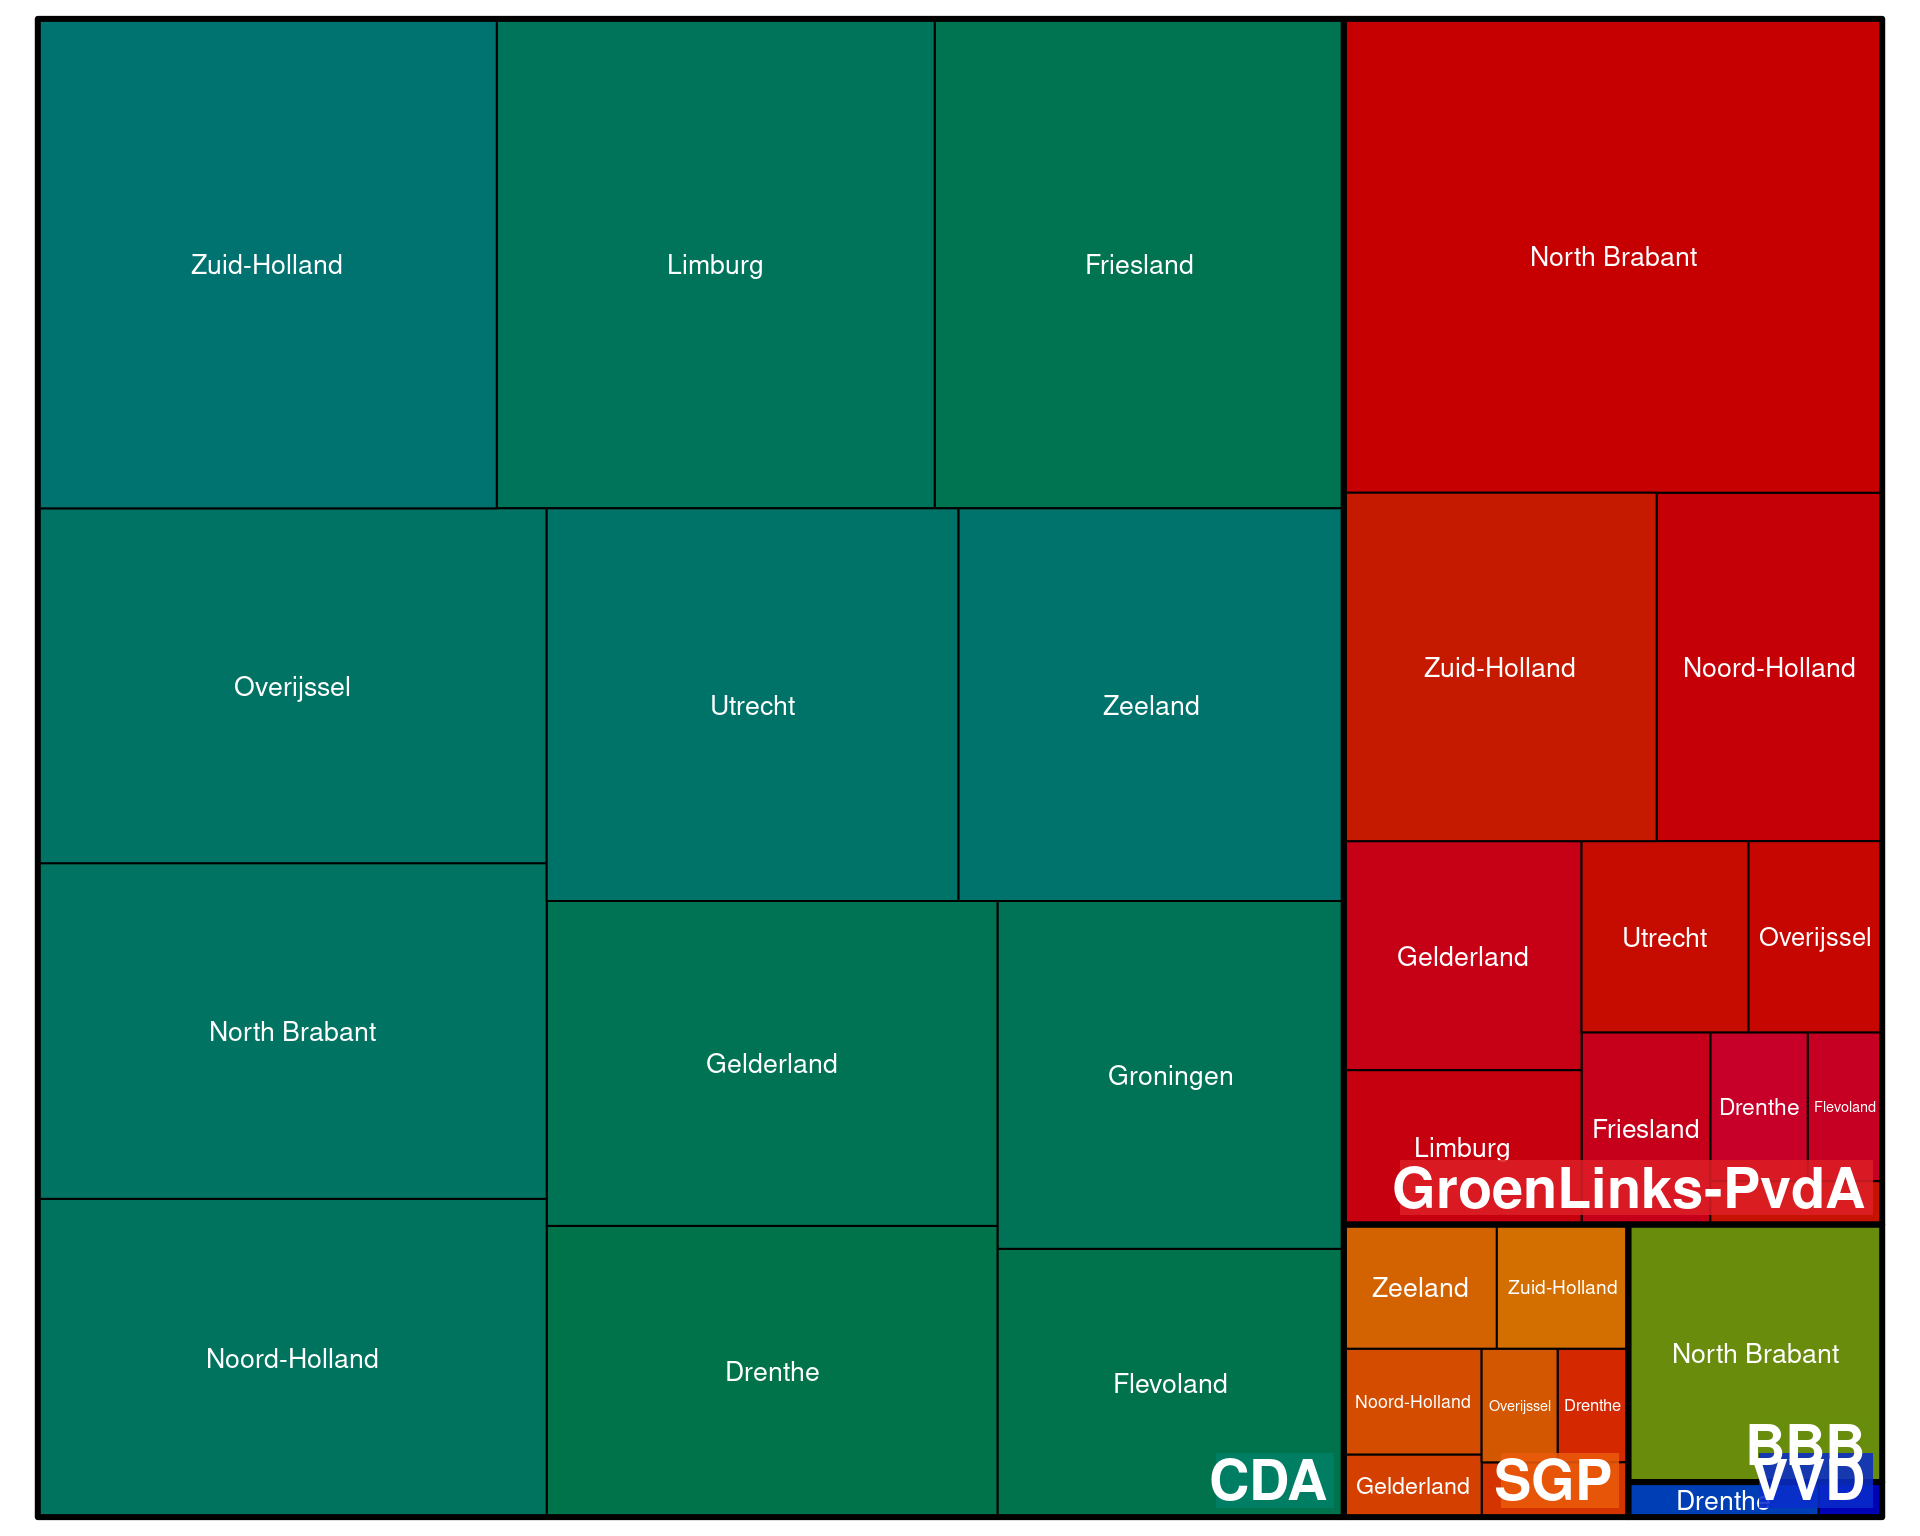 Zuid-Holland
Limburg
Friesland
Overijssel
Utrecht
Zeeland
North Brabant
Gelderland
Groningen
Noord-Holland
Drenthe
Flevoland
CDA
North Brabant
Zuid-Holland
Noord-Holland
Gelderland
Utrecht
Overijssel
Limburg
Friesland
Drenthe
Flevoland
GroenLinks-PvdA
Zeeland
Zuid-Holland
Noord-Holland
Overijssel
Drenthe
Gelderland
SGP
North Brabant
BBB
Drenthe
VVD